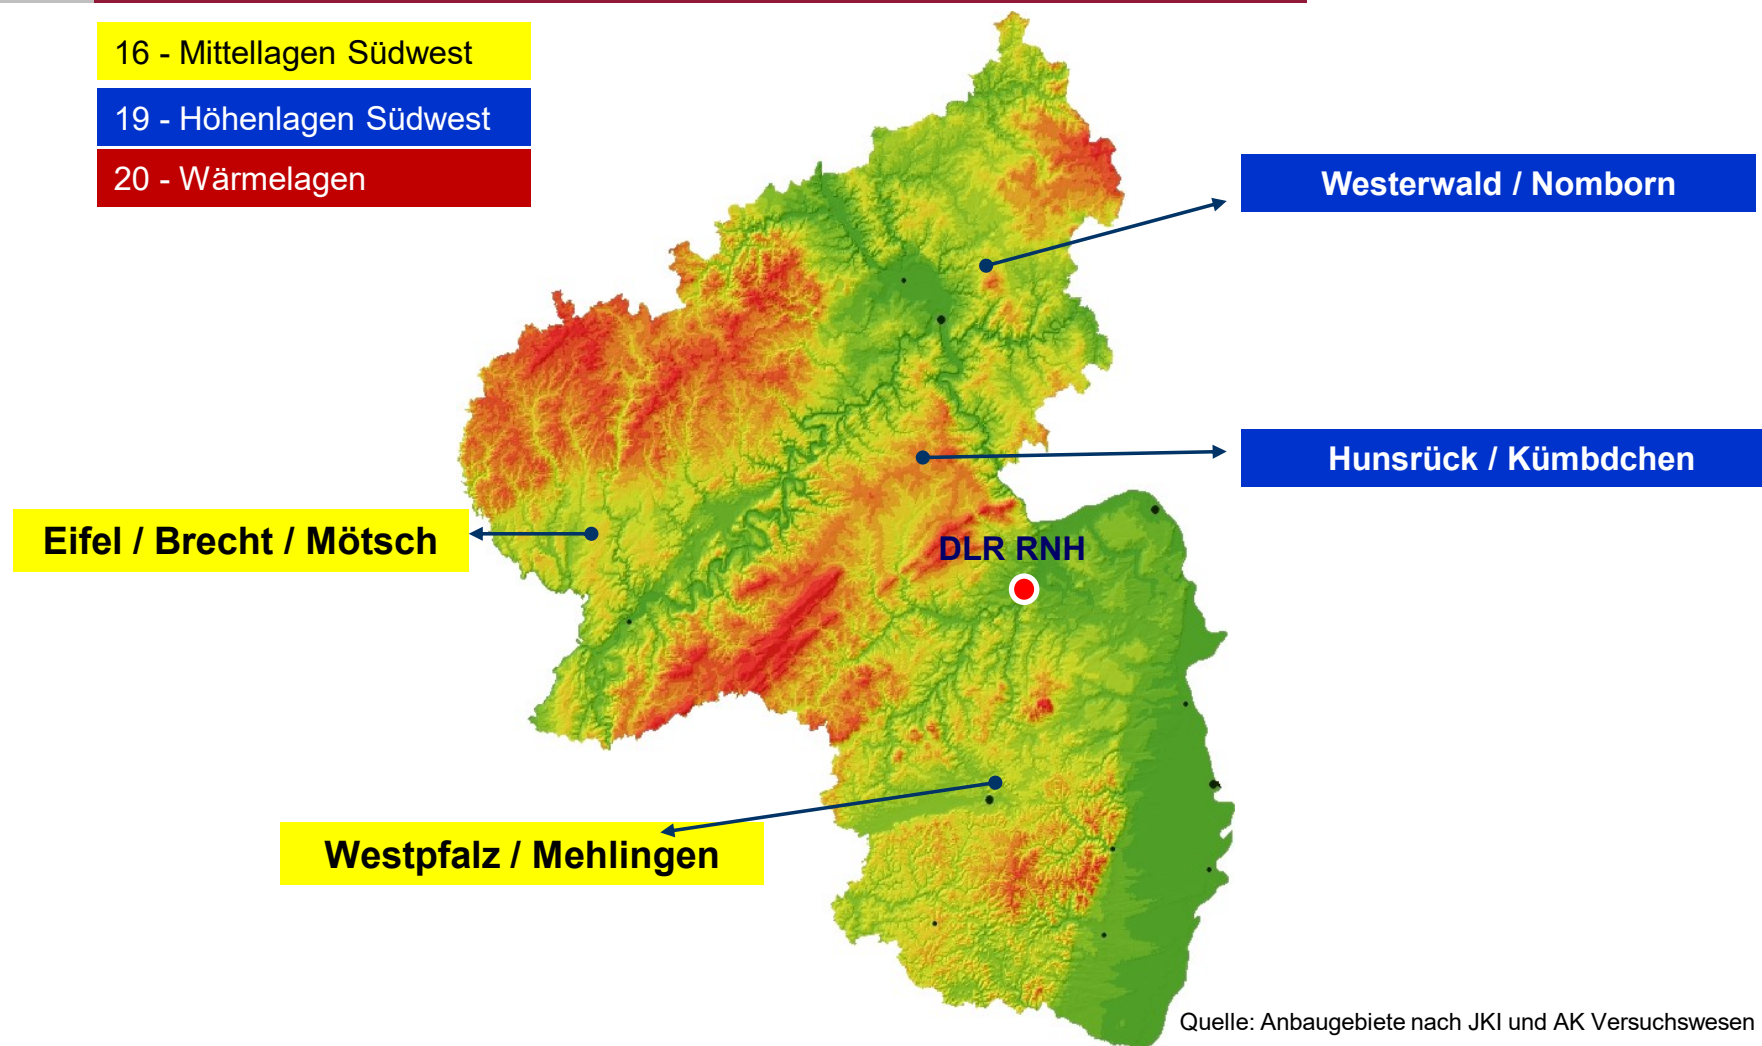 16 - Mittellagen Südwest
19 - Höhenlagen Südwest
20 - Wärmelagen
Westerwald / Nomborn
Hunsrück / Kümbdchen
Eifel / Brecht / Mötsch
DLR RNH
Westpfalz / Mehlingen
Quelle: Anbaugebiete nach JKI und AK Versuchswesen